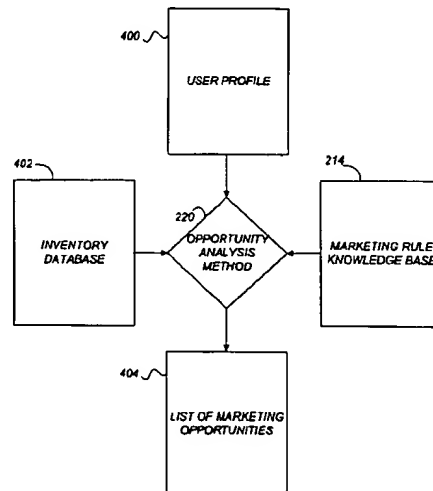 400
USER PROFILE
402
INVENTORY
DATABASE
220
OPPORTUNITY
ANALYSIS
METHOD
214
MARKETING RULE
KNOWLEDGE BASE
404
LIST OF MARKETING
OPPORTUNITIES